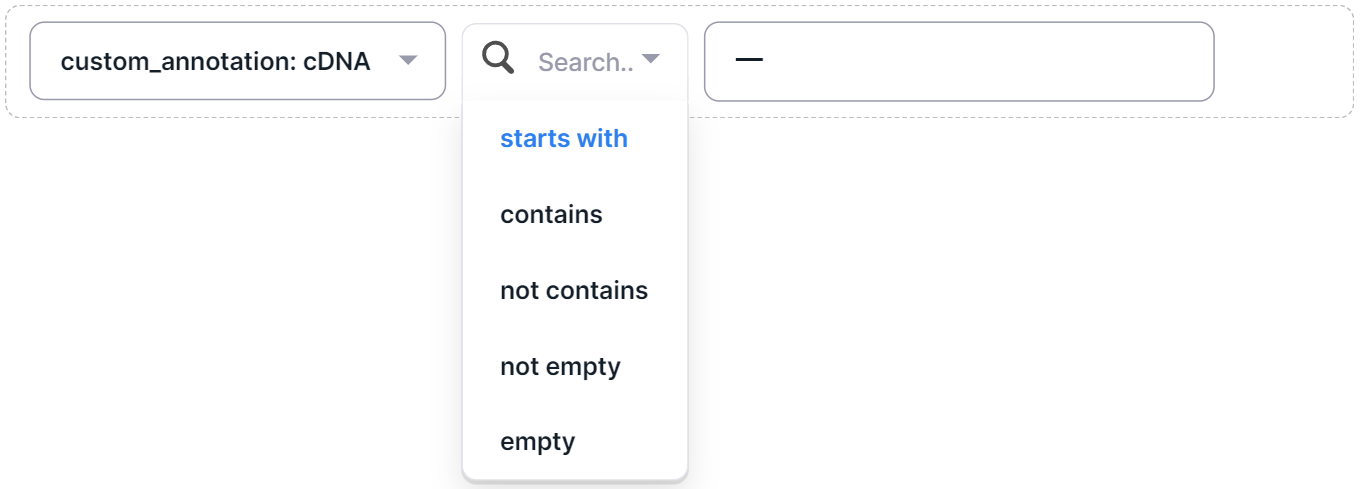 custom_annotation: cDNA
Search..
—
starts with
contains
not contains
not empty
empty